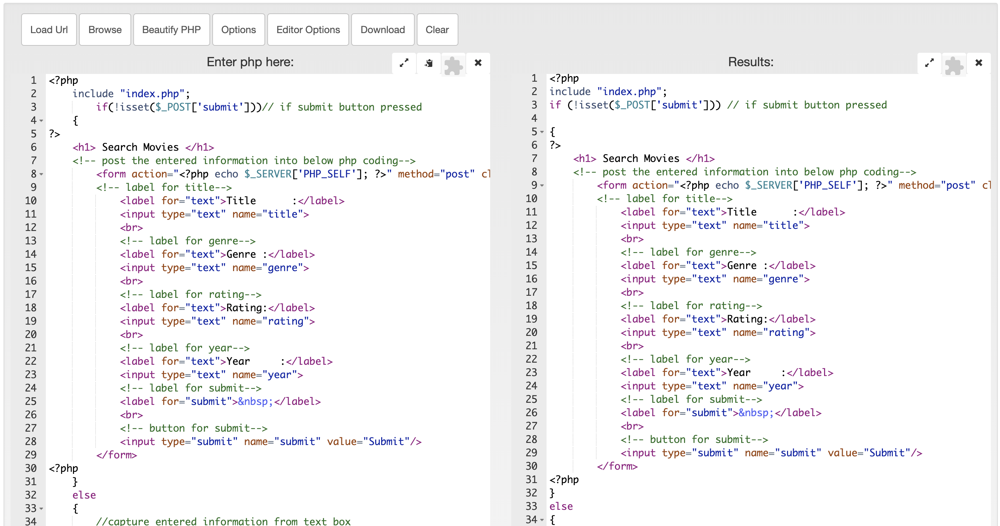 Load Url Browse Beautify PHP Options Editor Options Download Clear
Enter php here:
1 <?php
2     include "index.php";
3         if(!isset($_POST['submit']))// if submit button pressed
4     {
5 ?>
6     <h1> Search Movies </h1>
7     <!-- post the entered information into below php coding-->
8         <form action="<?php echo $_SERVER['PHP_SELF']; ?>" method="post" cl
9         <!-- label for title-->
10             <label for="text">Title      :</label>
11             <input type="text" name="title">
12             <br>
13             <!-- label for genre-->
14             <label for="text">Genre :</label>
15             <input type="text" name="genre">
16             <br>
17             <!-- label for rating-->
18             <label for="text">Rating:</label>
19             <input type="text" name="rating">
20             <br>
21             <!-- label for year-->
22             <label for="text">Year     :</label>
23             <input type="text" name="year">
24             <!-- label for submit-->
25             <label for="submit">&nbsp;</label>
26             <br>
27             <!-- button for submit-->
28             <input type="submit" name="submit" value="Submit"/>
29         </form>
30 <?php
31     }
32     else
33     {
34         //capture entered information from text box
Results:
1 <?php
2 include "index.php";
3 if (!isset($_POST['submit'])) // if submit button pressed
4
5 {
6 ?>
7     <h1> Search Movies </h1>
8     <!-- post the entered information into below php coding-->
9         <form action="<?php echo $_SERVER['PHP_SELF']; ?>" method="post" cl
10         <!-- label for title-->
11             <label for="text">Title      :</label>
12             <input type="text" name="title">
13             <br>
14             <!-- label for genre-->
15             <label for="text">Genre :</label>
16             <input type="text" name="genre">
17             <br>
18             <!-- label for rating-->
19             <label for="text">Rating:</label>
20             <input type="text" name="rating">
21             <br>
22             <!-- label for year-->
23             <label for="text">Year     :</label>
24             <input type="text" name="year">
25             <!-- label for submit-->
26             <label for="submit">&nbsp;</label>
27             <br>
28             <!-- button for submit-->
29             <input type="submit" name="submit" value="Submit"/>
30         </form>
31 <?php
32 }
33 else
34 {